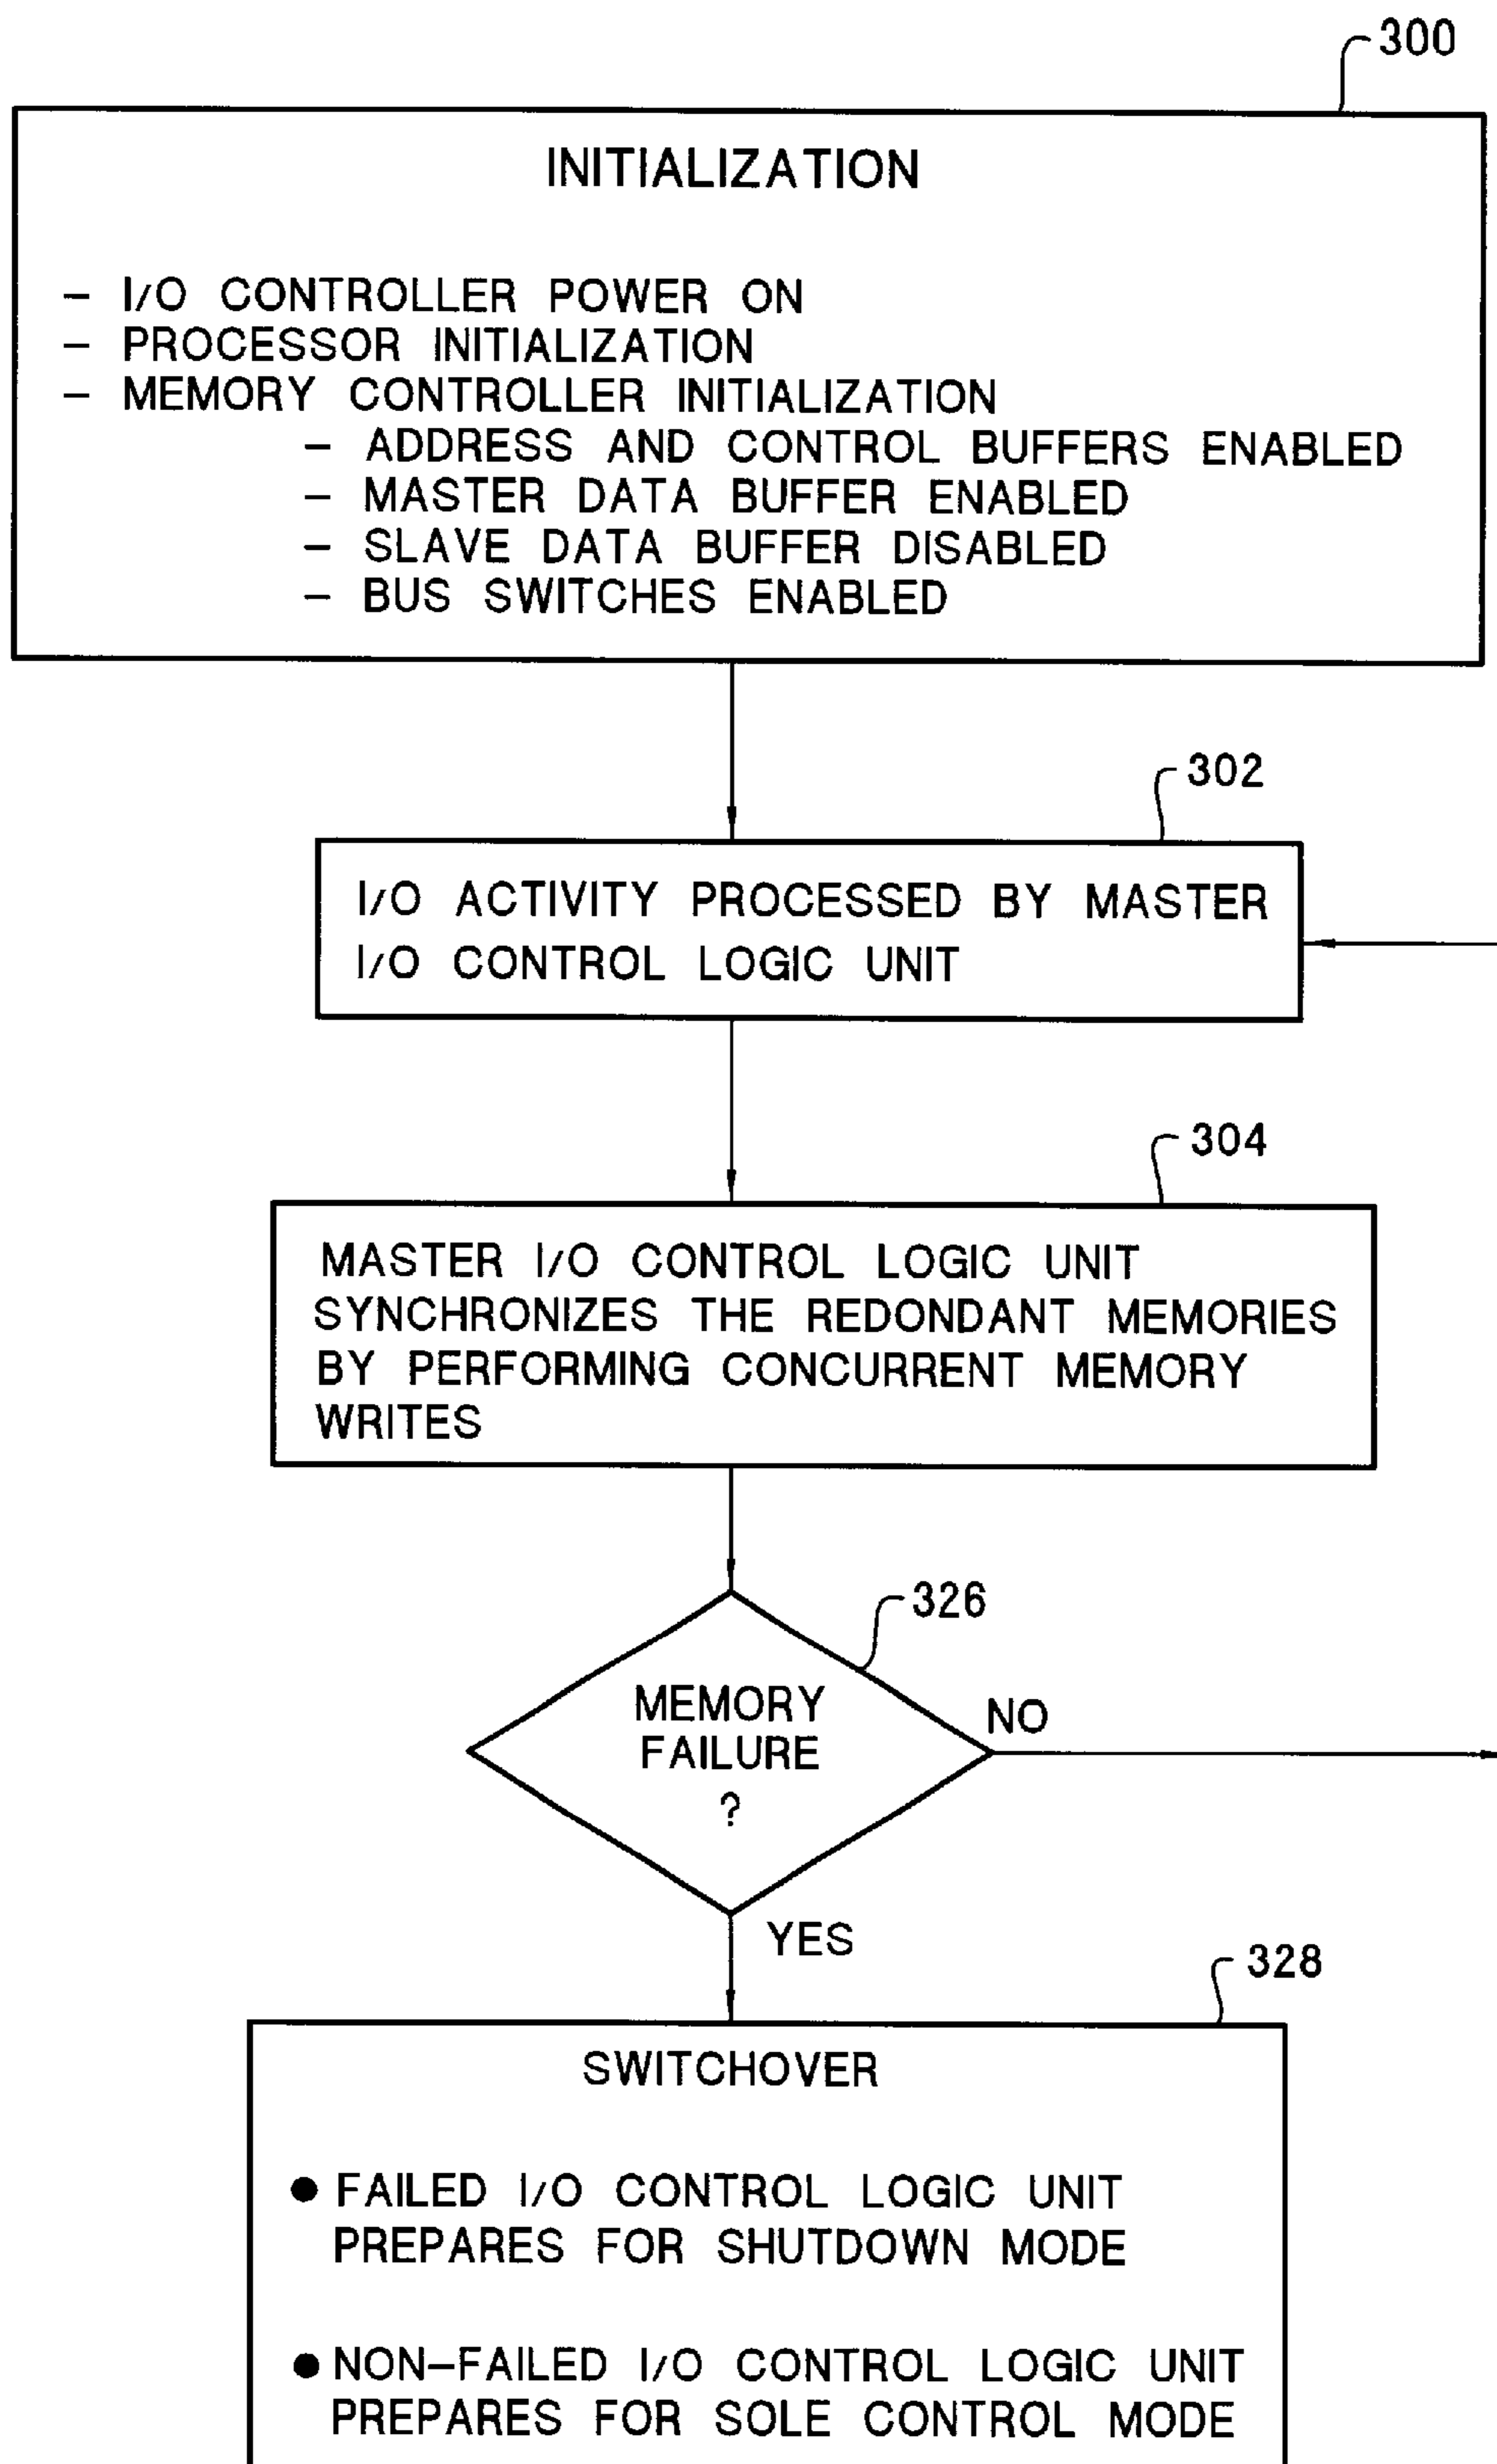 300
INITIALIZATION
– I/O CONTROLLER POWER ON
– PROCESSOR INITIALIZATION
– MEMORY CONTROLLER INITIALIZATION
– ADDRESS AND CONTROL BUFFERS ENABLED
– MASTER DATA BUFFER ENABLED
– SLAVE DATA BUFFER DISABLED
– BUS SWITCHES ENABLED
302
I/O ACTIVITY PROCESSED BY MASTER
I/O CONTROL LOGIC UNIT
304
MASTER I/O CONTROL LOGIC UNIT
SYNCHRONIZES THE REDONDANT MEMORIES
BY PERFORMING CONCURRENT MEMORY
WRITES
326
MEMORY
FAILURE
?
NO
YES
328
SWITCHOVER
● FAILED I/O CONTROL LOGIC UNIT
PREPARES FOR SHUTDOWN MODE
● NON–FAILED I/O CONTROL LOGIC UNIT
PREPARES FOR SOLE CONTROL MODE